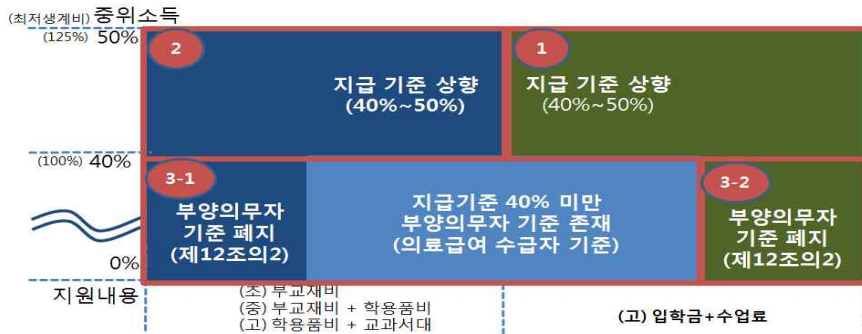 (최저생계비) 중위소득
(125%) 50%
2
1
지급 기준 상향
(40%~50%)
지급 기준 상향
(40%~50%)
(100%) 40%
3-1
3-2
부양의무자
기준 폐지
(제12조의2)
지급기준 40% 미만
부양의무자 기준 존재
(의료급여 수급자 기준)
부양의무자
기준 폐지
(제12조의2)
0%
지원내용
(초) 부교재비
(중) 부교재비 + 학용품비
(고) 학용품비 + 교과서대
(고) 입학금+수업료